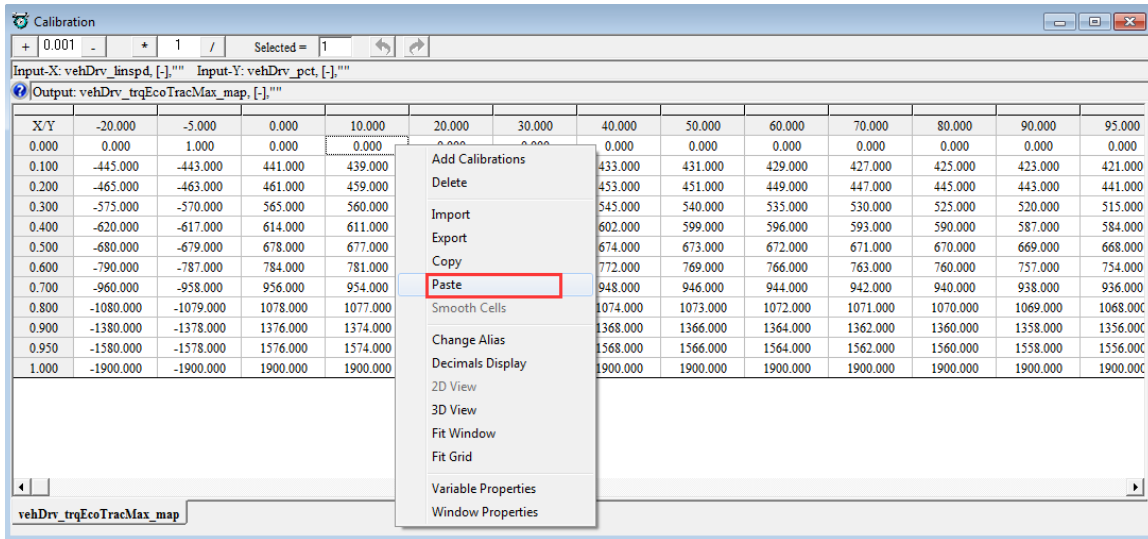 Calibration
+ 0.001 - * 1 / Selected = 1
Input-X: vehDrv_linspd, [-],"" Input-Y: vehDrv_pct, [-],""
Output: vehDrv_trqEcoTracMax_map, [-],""
X/Y -20.000 -5.000 0.000 10.000 20.000 30.000 40.000 50.000 60.000 70.000 80.000 90.000 95.000
0.000 0.000 1.000 0.000 0.000 0.000 0.000 0.000 0.000 0.000 0.000 0.000 0.000 0.000
0.100 -445.000 -443.000 441.000 439.000 433.000 431.000 429.000 427.000 425.000 423.000 421.000
0.200 -465.000 -463.000 461.000 459.000 453.000 451.000 449.000 447.000 445.000 443.000 441.000
0.300 -575.000 -570.000 565.000 560.000 545.000 540.000 535.000 530.000 525.000 520.000 515.000
0.400 -620.000 -617.000 614.000 611.000 602.000 599.000 596.000 593.000 590.000 587.000 584.000
0.500 -680.000 -679.000 678.000 677.000 674.000 673.000 672.000 671.000 670.000 669.000 668.000
0.600 -790.000 -787.000 784.000 781.000 772.000 769.000 766.000 763.000 760.000 757.000 754.000
0.700 -960.000 -958.000 956.000 954.000 948.000 946.000 944.000 942.000 940.000 938.000 936.000
0.800 -1080.000 -1079.000 1078.000 1077.000 1074.000 1073.000 1072.000 1071.000 1070.000 1069.000 1068.000
0.900 -1380.000 -1378.000 1376.000 1374.000 1368.000 1366.000 1364.000 1362.000 1360.000 1358.000 1356.000
0.950 -1580.000 -1578.000 1576.000 1574.000 1568.000 1566.000 1564.000 1562.000 1560.000 1558.000 1556.000
1.000 -1900.000 -1900.000 1900.000 1900.000 1900.000 1900.000 1900.000 1900.000 1900.000 1900.000 1900.000
Add Calibrations
Delete
Import
Export
Copy
Paste
Smooth Cells
Change Alias
Decimals Display
2D View
3D View
Fit Window
Fit Grid
Variable Properties
Window Properties
vehDrv_trqEcoTracMax_map